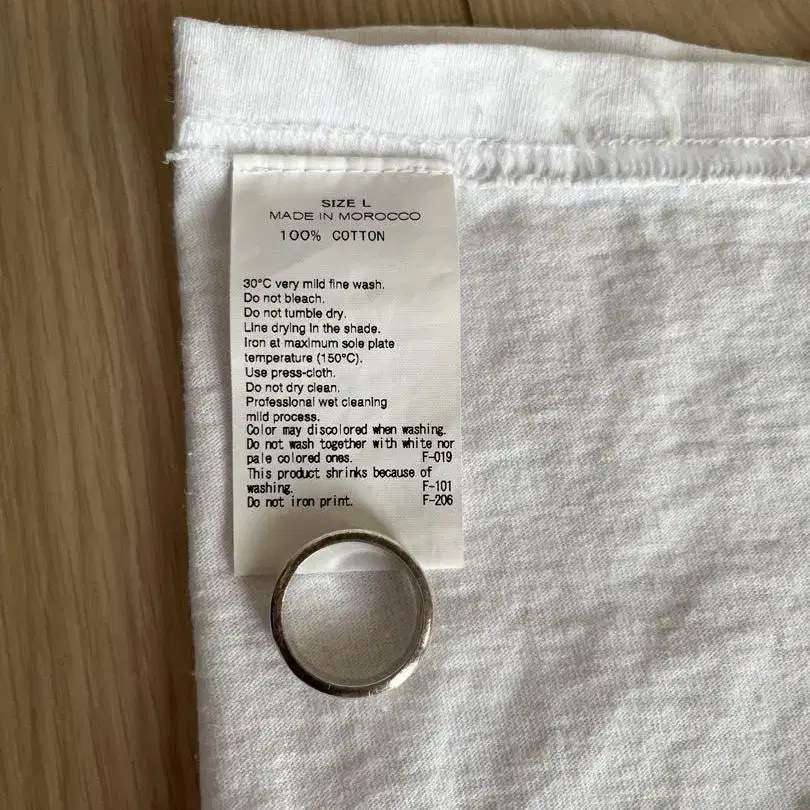 SIZE L
MADE IN MOROCCO
100% COTTON
30°C very mild fine wash.
Do not bleach.
Do not tumble dry.
Line drying in the shade.
Iron at maximum sole plate
temperature (150°C).
Use press-cloth.
Do not dry clean.
Professional wet cleaning
mild process.
Color may discolored when washing.
Do not wash together with white nor
pale colored ones. F-019
This product shrinks because of
washing. F-101
Do not iron print. F-206